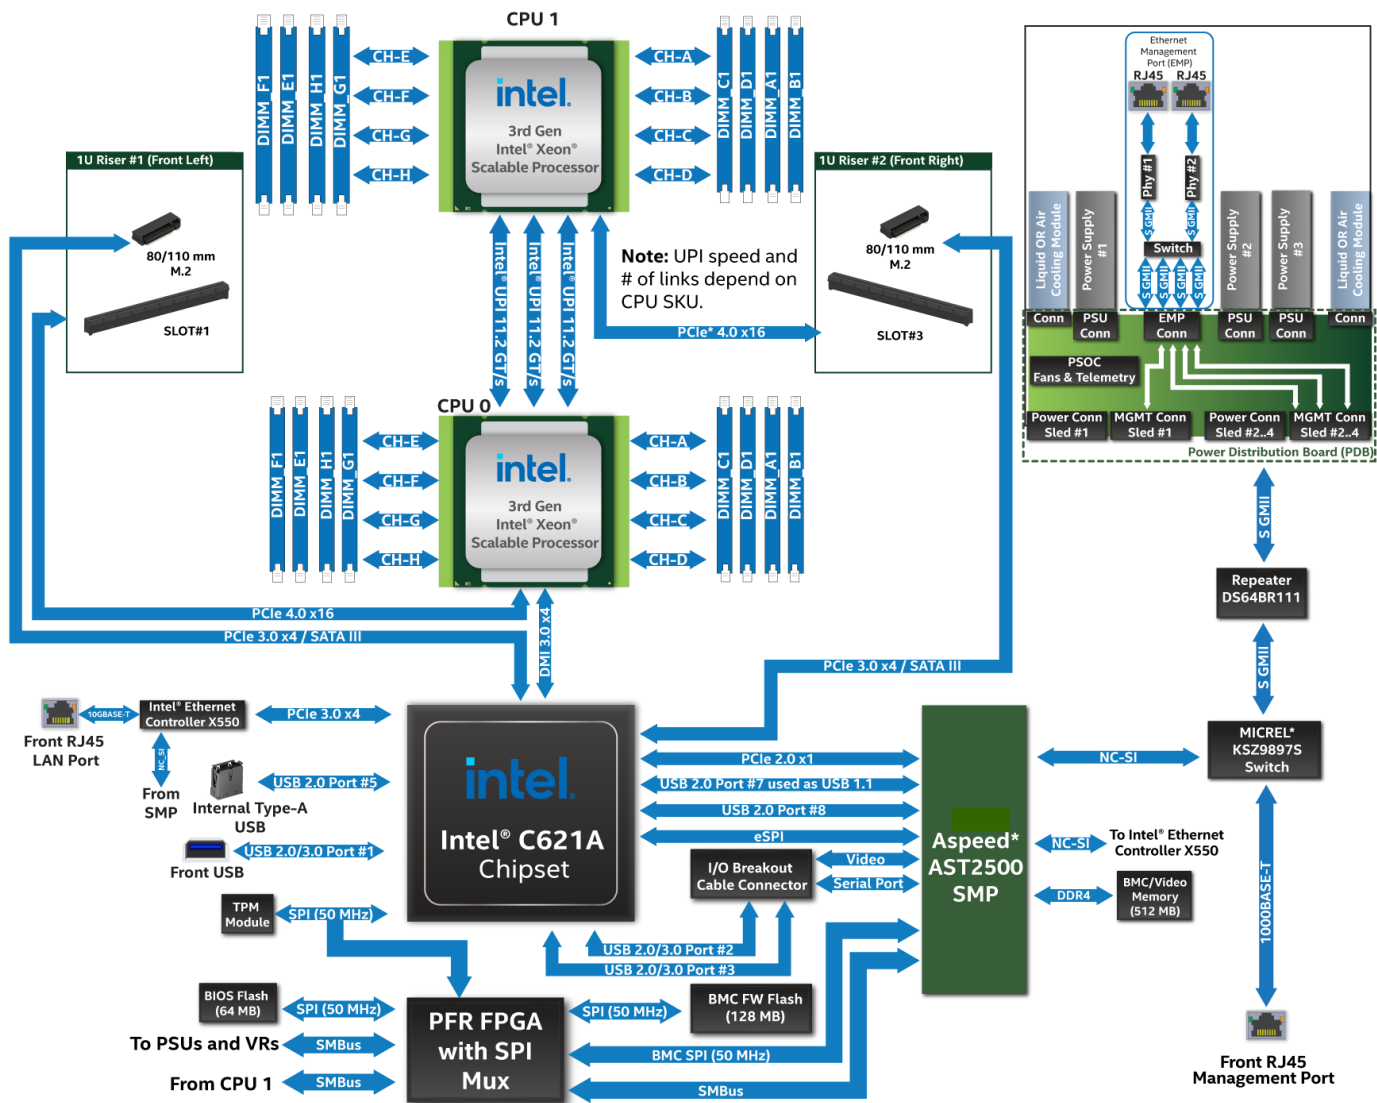 CPU 1
DIMM_F1
DIMM_E1
DIMM_H1
DIMM_G1
CH-E
CH-F
CH-G
CH-H
intel.
3rd Gen
Intel® Xeon®
Scalable Processor
CH-A
CH-B
CH-C
CH-D
DIMM_C1
DIMM_D1
DIMM_A1
DIMM_B1
1U Riser #1 (Front Left)
80/110 mm
M.2
SLOT#1
1U Riser #2 (Front Right)
80/110 mm
M.2
SLOT#3
Intel® UPI 11.2 GT/s
Intel® UPI 11.2 GT/s
Intel® UPI 11.2 GT/s
Note: UPI speed and
# of links depend on
CPU SKU.
PCIe* 4.0 x16
CPU 0
DIMM_F1
DIMM_E1
DIMM_H1
DIMM_G1
CH-E
CH-F
CH-G
CH-H
intel.
3rd Gen
Intel® Xeon®
Scalable Processor
CH-A
CH-B
CH-C
CH-D
DIMM_C1
DIMM_D1
DIMM_A1
DIMM_B1
PCIe 4.0 x16
PCIe 3.0 x4 / SATA III
DMI 3.0 x4
PCIe 3.0 x4 / SATA III
Ethernet
Management
Port (EMP)
RJ45
RJ45
Phy #1
Phy #2
S GMII
S GMII
Switch
S GMII
S GMII
S GMII
S GMII
Liquid OR Air
Cooling Module
Power Supply
#1
Power Supply
#2
Power Supply
#3
Liquid OR Air
Cooling Module
Conn
PSU
Conn
EMP
Conn
PSU
Conn
PSU
Conn
Conn
PSOC
Fans & Telemetry
Power Conn
Sled #1
MGMT Conn
Sled #1
Power Conn
Sled #2..4
MGMT Conn
Sled #2..4
Power Distribution Board (PDB)
S GMII
Repeater
DS64BR111
S GMII
MICREL*
KSZ9897S
Switch
1000BASE-T
Front RJ45
Management Port
Front RJ45
LAN Port
10GBASE-T
Intel® Ethernet
Controller X550
PCIe 3.0 x4
NC_SI
From
SMP
Internal Type-A
USB
USB 2.0 Port #5
Front USB
USB 2.0/3.0 Port #1
TPM
Module
SPI (50 MHz)
intel.
Intel® C621A
Chipset
PCIe 2.0 x1
USB 2.0 Port #7 used as USB 1.1
USB 2.0 Port #8
eSPI
I/O Breakout
Cable Connector
Video
Serial Port
USB 2.0/3.0 Port #2
USB 2.0/3.0 Port #3
Aspeed*
AST2500
SMP
NC-SI
NC-SI
To Intel® Ethernet
Controller X550
DDR4
BMC/Video
Memory
(512 MB)
BIOS Flash
(64 MB)
SPI (50 MHz)
To PSUs and VRs
SMBus
From CPU 1
SMBus
PFR FPGA
with SPI
Mux
SPI (50 MHz)
BMC FW Flash
(128 MB)
BMC SPI (50 MHz)
SMBus